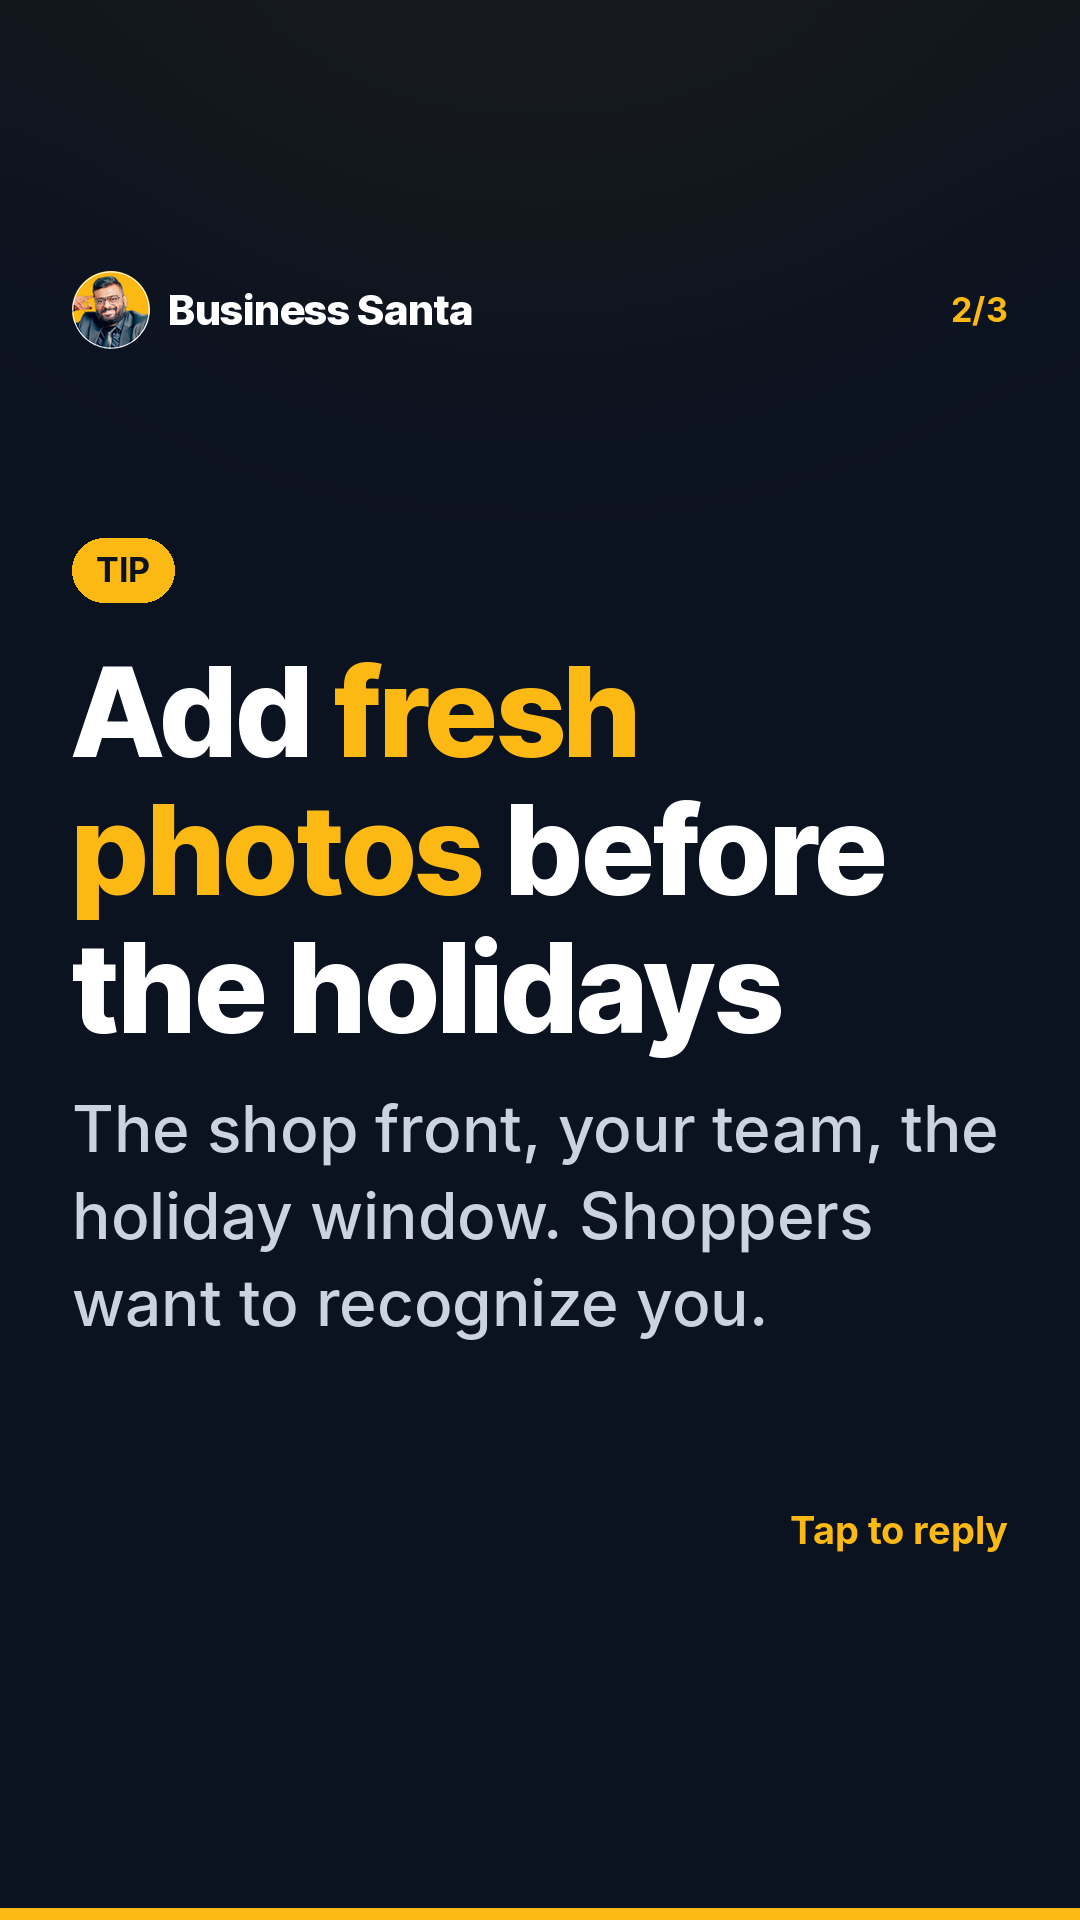 Business Santa
2/3
TIP
Add fresh
photos before
the holidays
The shop front, your team, the
holiday window. Shoppers
want to recognize you.
Tap to reply